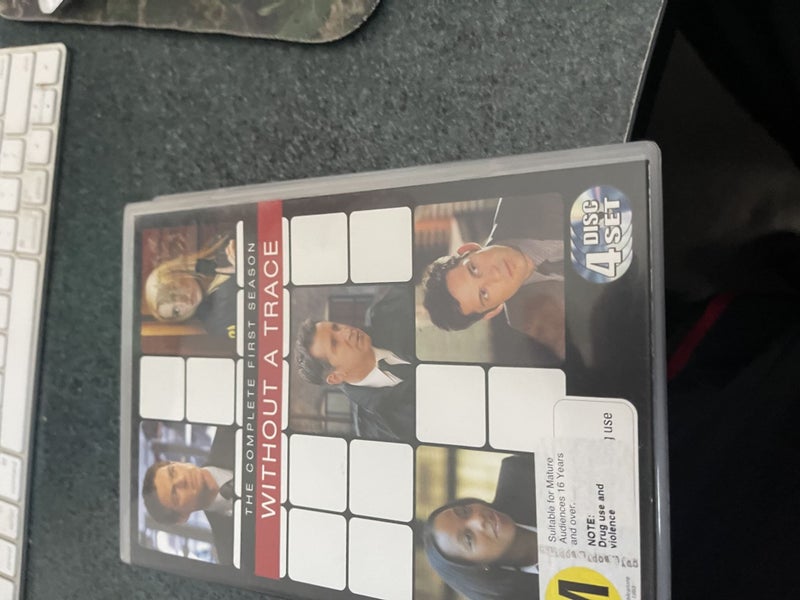 THE COMPLETE FIRST SEASON
WITHOUT A TRACE
4 DISC
SET
use
Suitable for Mature
Audiences 16 Years
and over.
NOTE:
Drug use and
violence
M